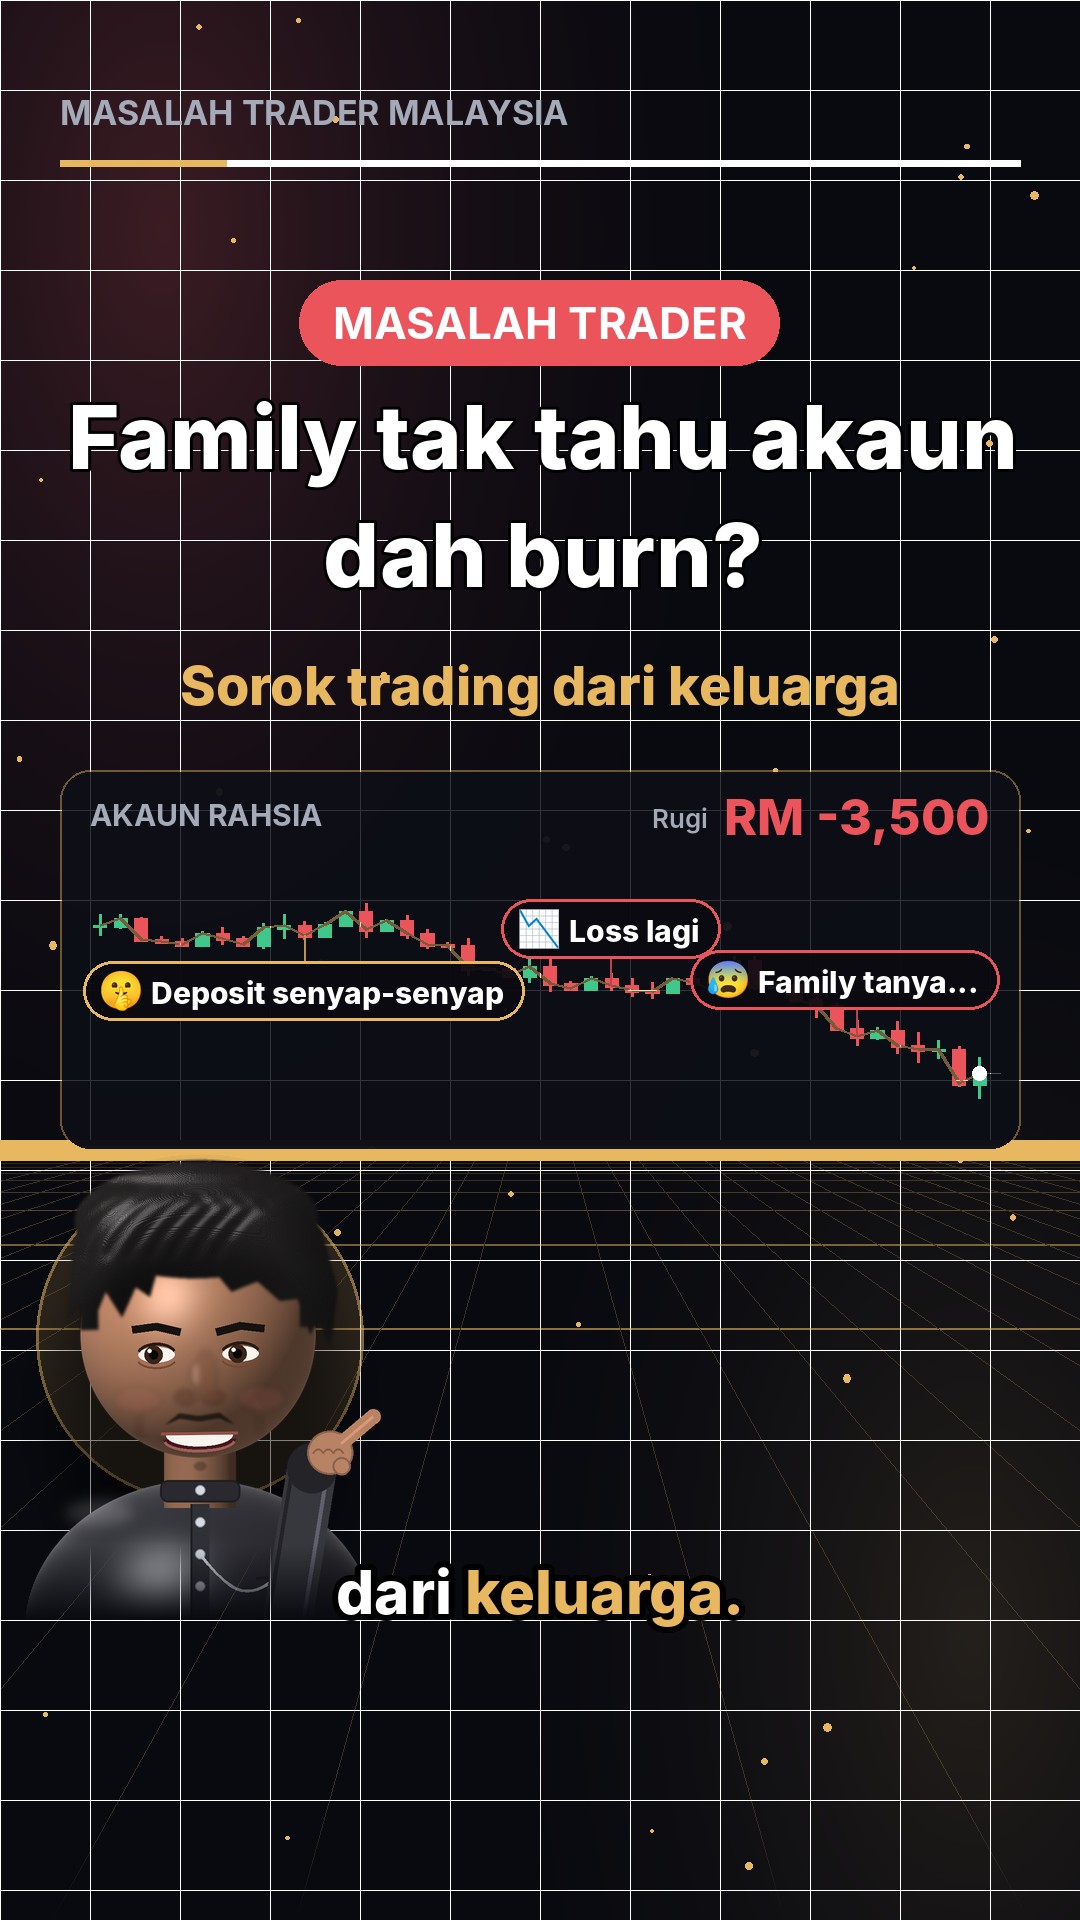 MASALAH TRADER MALAYSIA
MASALAH TRADER
Family tak tahu akaun
dah burn?
Sorok trading dari keluarga
AKAUN RAHSIA
Rugi RM -3,500
Loss lagi
Family tanya...
Deposit senyap-senyap
dari keluarga.